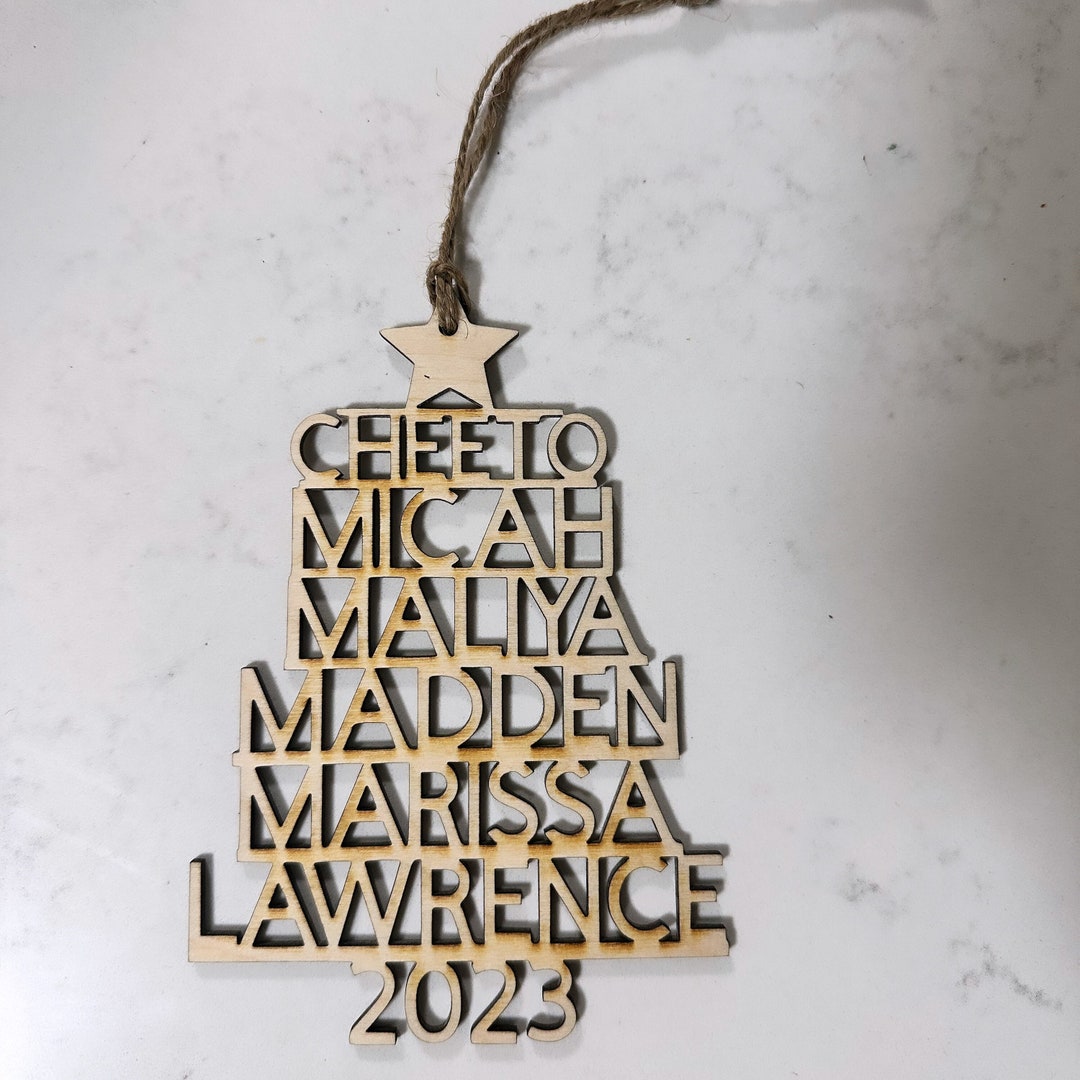 CHEETO
MICAH
MALIYA
MADDEN
MARISSA
LAWRENCE
2023